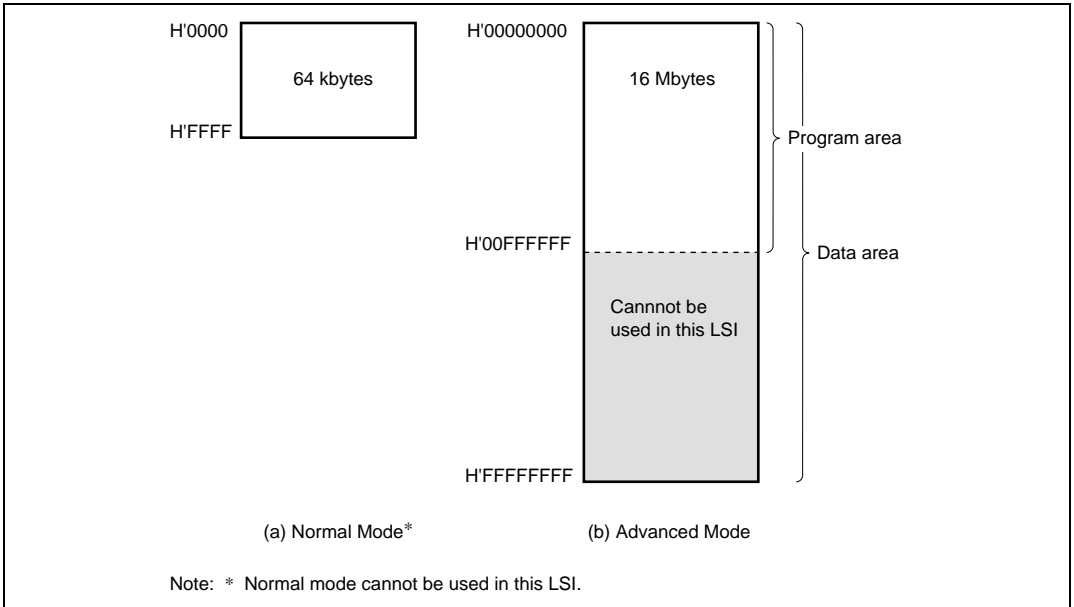 H'0000
64 kbytes
H'FFFF
H'00000000
16 Mbytes
Program area
H'00FFFFFF
Data area
Cannnot be
used in this LSI
H'FFFFFFFF
(a) Normal Mode*
(b) Advanced Mode
Note: * Normal mode cannot be used in this LSI.